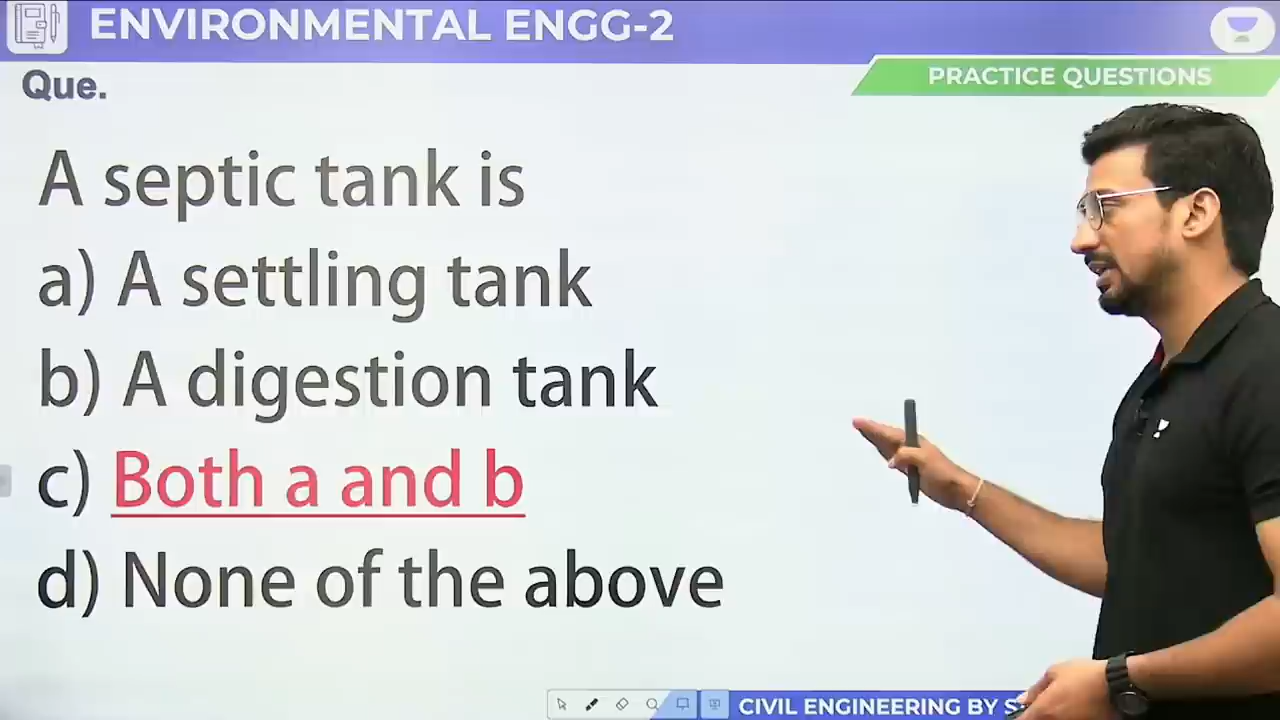 ENVIRONMENTAL ENGG-2
Que.
PRACTICE QUESTIONS
A septic tank is
a) A settling tank
b) A digestion tank
c) Both a and b
d) None of the above
CIVIL ENGINEERING BY S